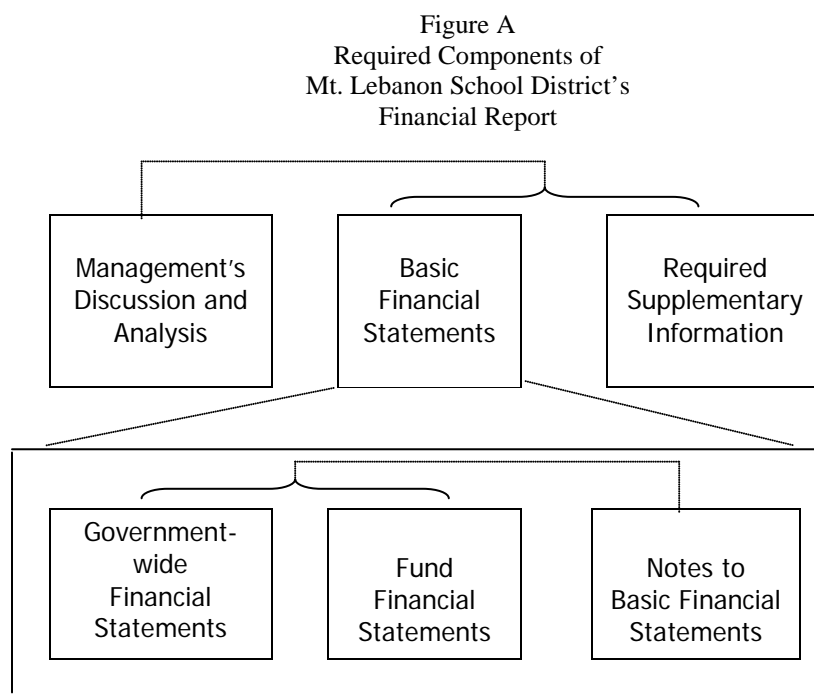 Figure A
Required Components of
Mt. Lebanon School District's
Financial Report
Management's
Discussion and
Analysis
Basic
Financial
Statements
Required
Supplementary
Information
Government-
wide
Financial
Statements
Fund
Financial
Statements
Notes to
Basic Financial
Statements